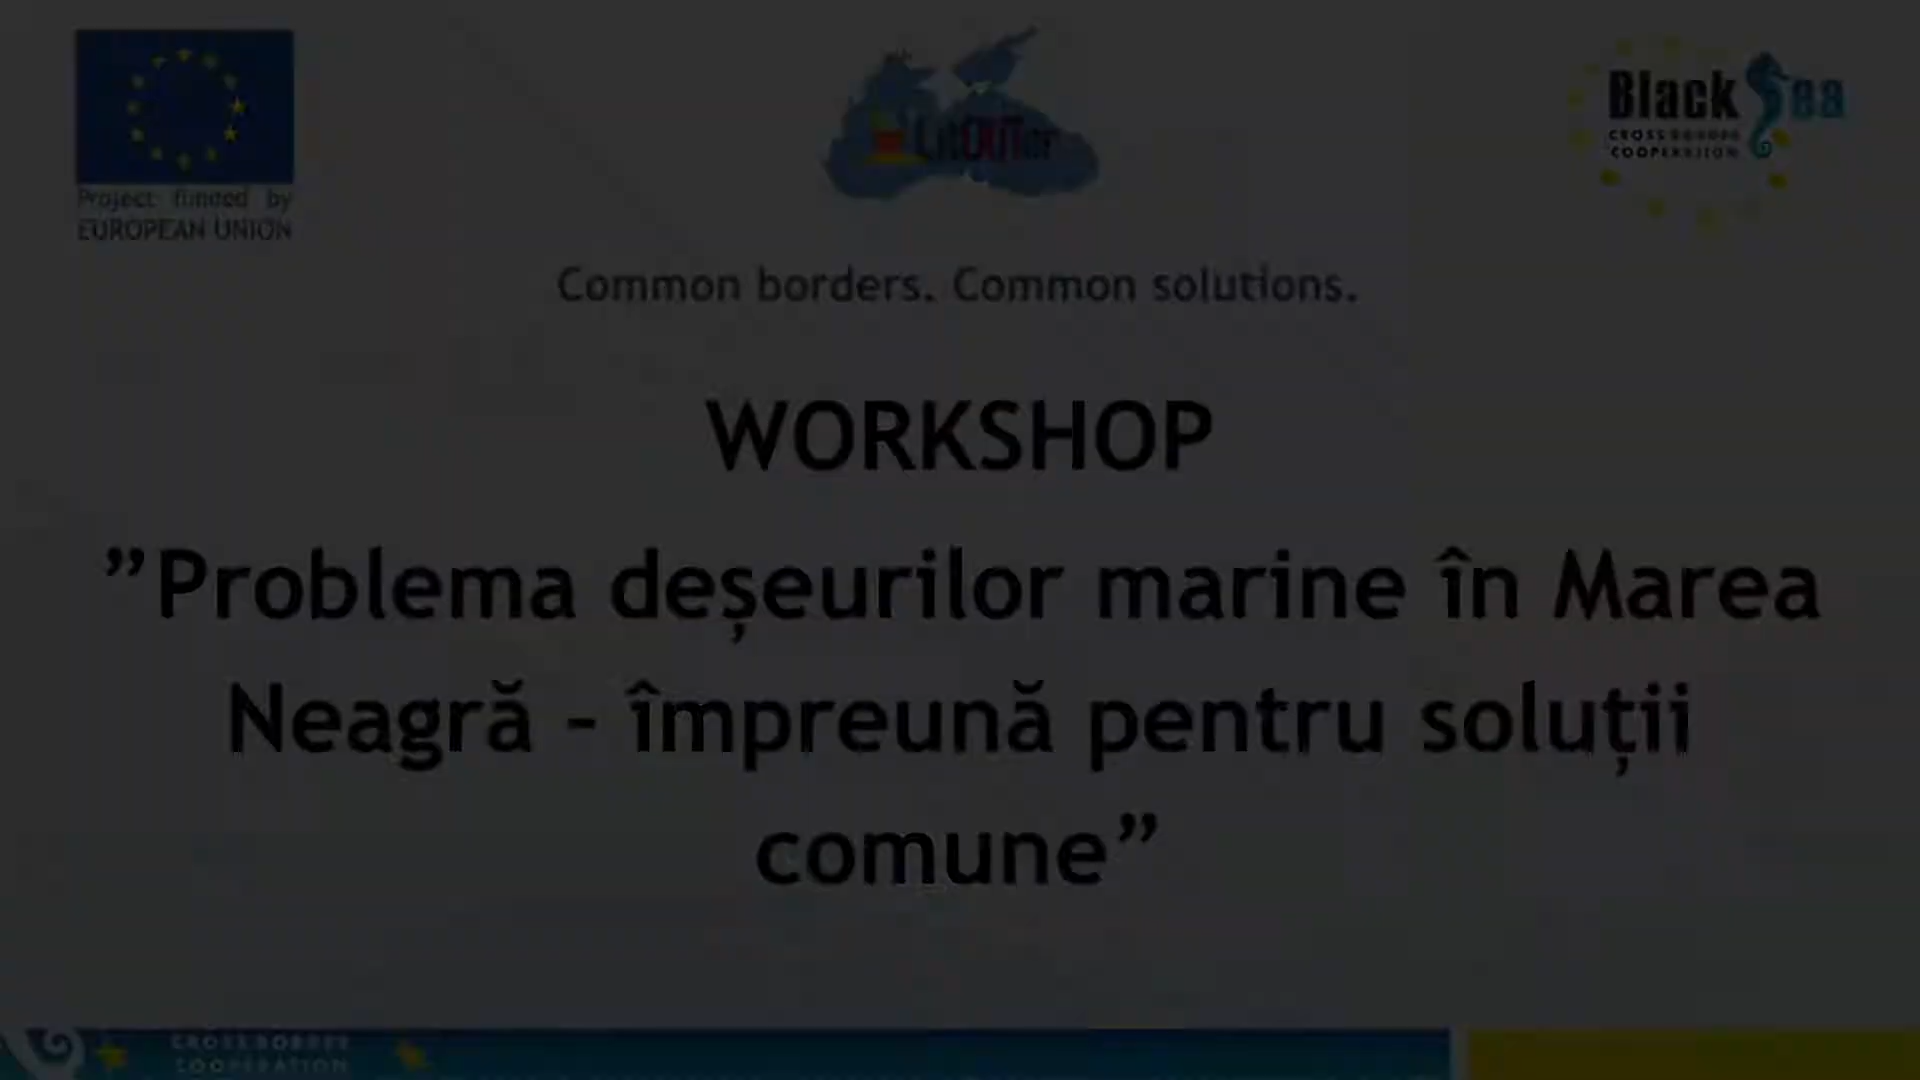 Project funded by
EUROPEAN UNION
LitOUTer
Black Sea
CROSS BORDER
COOPERATION
Common borders. Common solutions.
WORKSHOP
”Problema deșeurilor marine în Marea
Neagră - împreună pentru soluții
comune”
CROSS BORDER
COOPERATION